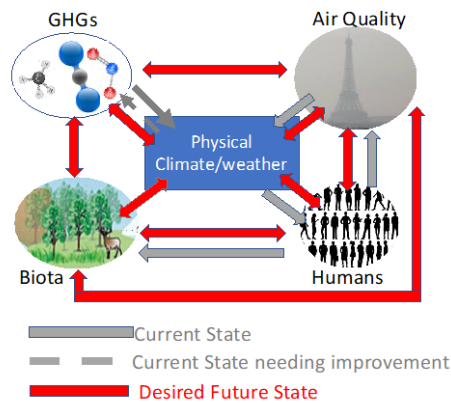 GHGs
Air Quality
Physical
Climate/weather
Biota
Humans
Current State
Current State needing improvement
Desired Future State